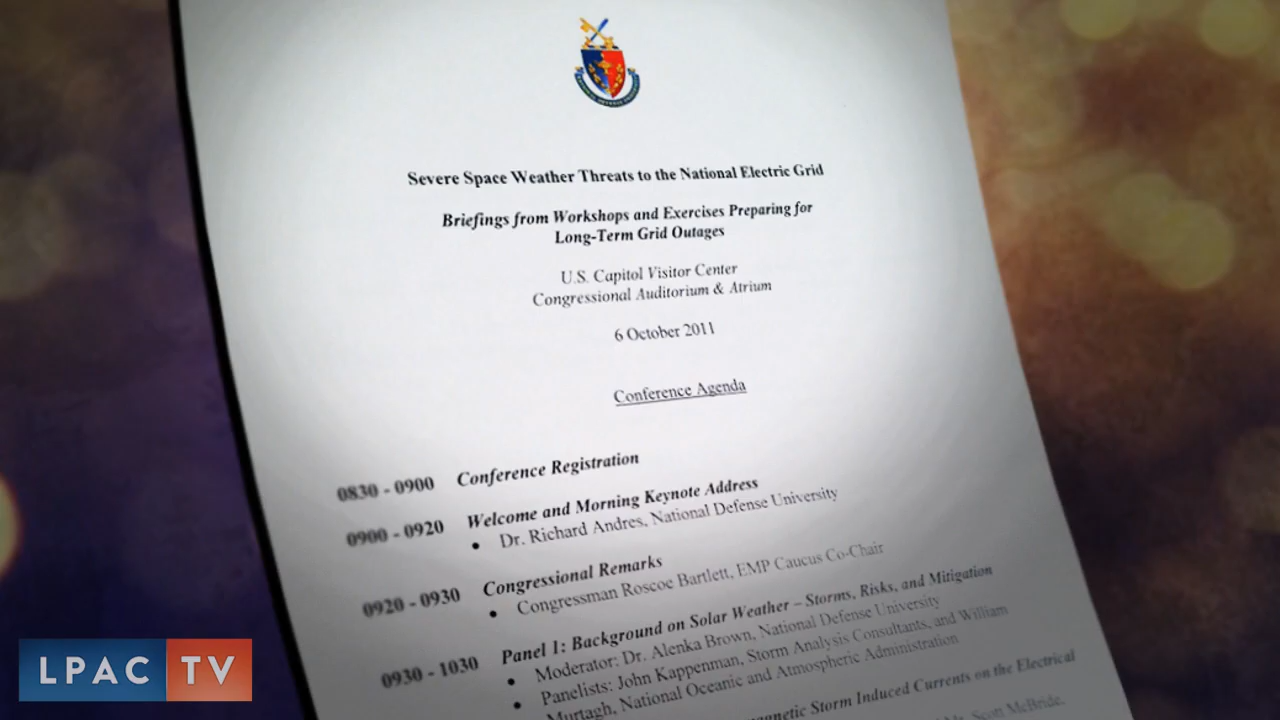 Severe Space Weather Threats to the National Electric Grid
Briefings from Workshops and Exercises Preparing for
Long-Term Grid Outages
U.S. Capitol Visitor Center
Congressional Auditorium & Atrium
6 October 2011
Conference Agenda
0830 - 0900 Conference Registration
0900 - 0920 Welcome and Morning Keynote Address
• Dr. Richard Andres, National Defense University
0920 - 0930 Congressional Remarks
• Congressman Roscoe Bartlett, EMP Caucus Co-Chair
0930 - 1030 Panel 1: Background on Solar Weather – Storms, Risks, and Mitigation
• Moderator: Dr. Alenka Brown, National Defense University
• Panelists: John Kappenman, Storm Analysis Consultants, and William
Murtagh, National Oceanic and Atmospheric Administration
Storm Induced Currents on the Electrical
Scott McBride,
LPAC TV